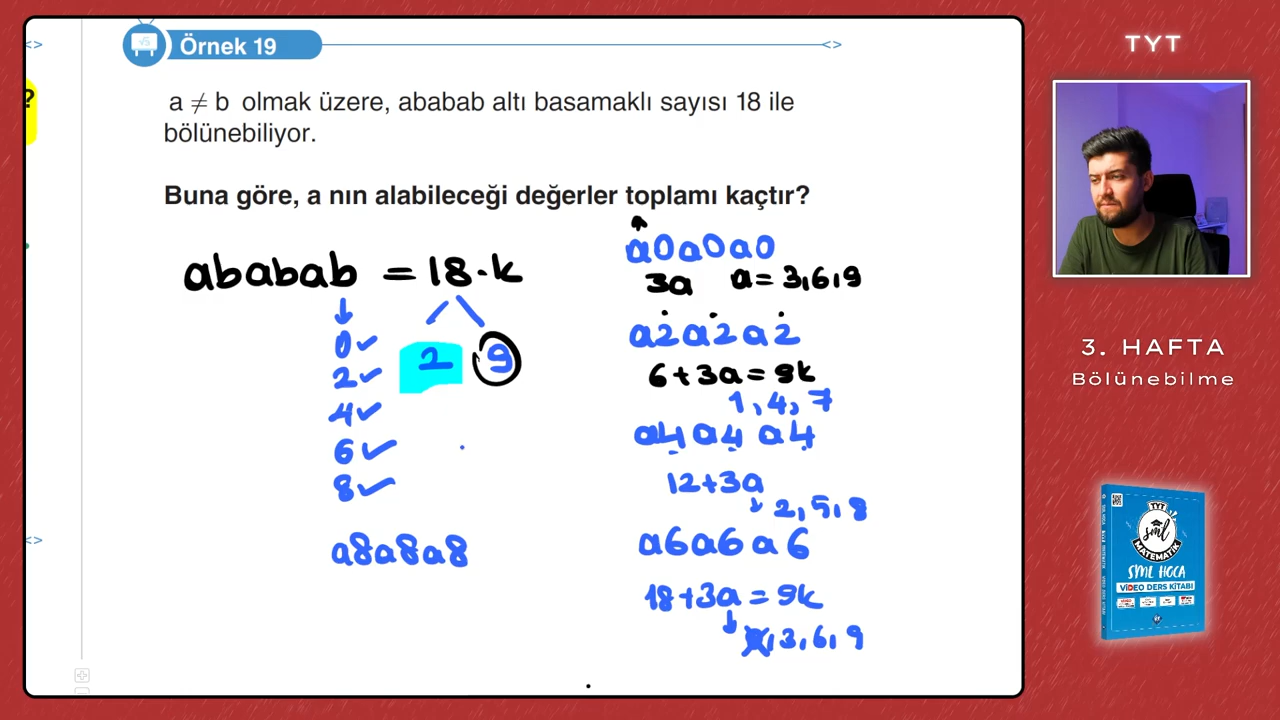 Örnek 19
?
a ≠ b olmak üzere, ababab altı basamaklı sayısı 18 ile
bölünebiliyor.
Buna göre, a nın alabileceği değerler toplamı kaçtır?
ababab = 18.k
2 9
0 ✓
2 ✓
4 ✓
6 ✓
8 ✓
a8a8a8
a0a0a0
3a a = 3,6,9
a2a2a2
6+3a = 9k
1, 4, 7
a4a4a4
12+3a
2, 5, 8
a6a6a6
18+3a = 9k
0, 3, 6, 9
TYT
3. HAFTA
Bölünebilme
TYT
sml
MATEMATİK
SML HOCA
VİDEO DERS KİTABI